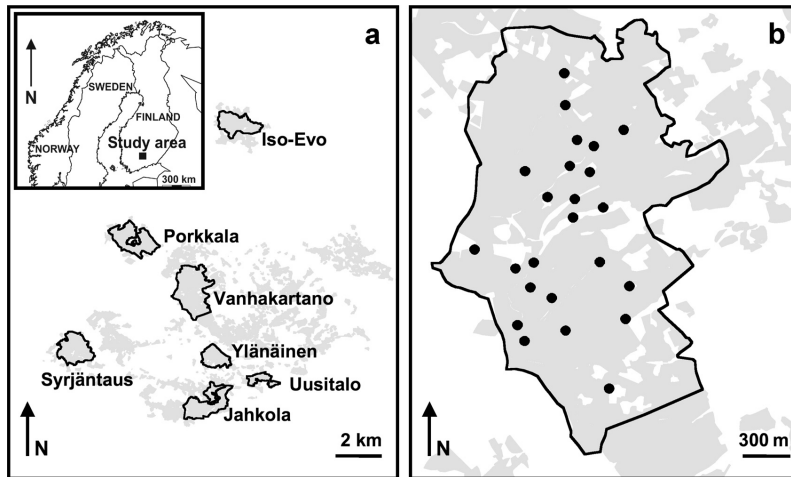 a
N
SWEDEN
FINLAND
NORWAY
Study area
300 km
Iso-Evo
Porkkala
Vanhakartano
Ylänäinen
Syrjäntaus
Uusitalo
Jahkola
N
2 km
b
N
300 m